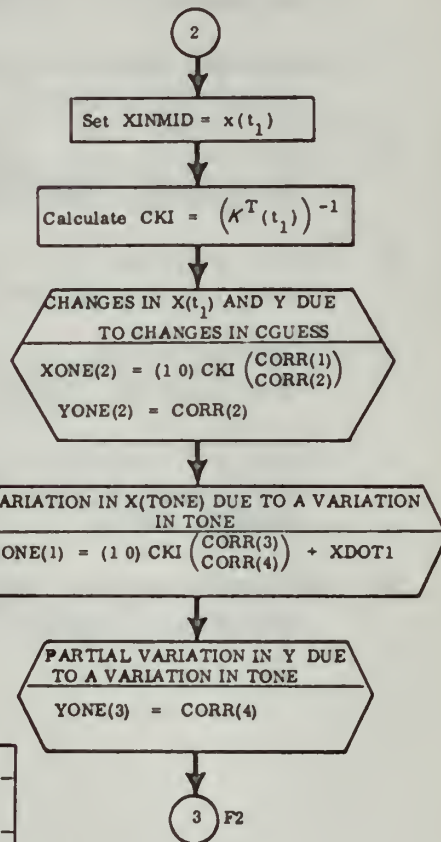 2
Set XINMID = x(t₁)
Calculate CKI = (K^T(t₁))^-1
CHANGES IN X(t₁) AND Y DUE
TO CHANGES IN CGUESS
XONE(2) = (1 0) CKI (CORR(1) CORR(2))
YONE(2) = CORR(2)
ARIATION IN X(TONE) DUE TO A VARIATION
IN TONE
ONE(1) = (1 0) CKI (CORR(3) CORR(4)) + XDOT1
PARTIAL VARIATION IN Y DUE
TO A VARIATION IN TONE
YONE(3) = CORR(4)
3 F2